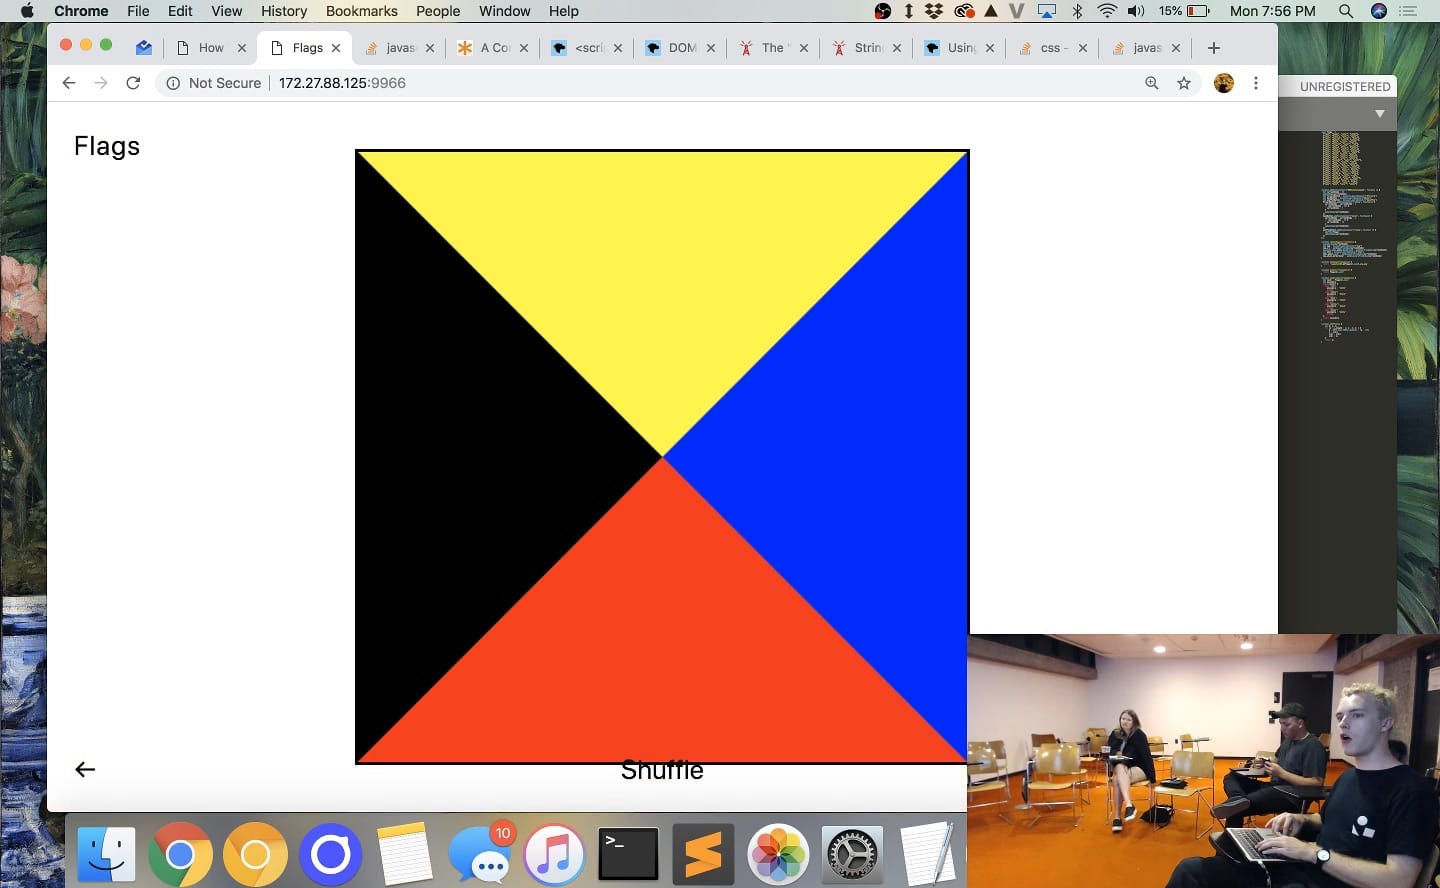 Chrome File Edit View History Bookmarks People Window Help 15% Mon 7:56 PM
How Flags javas A Co <scri DOM The Strin Using css - javas
UNREGISTERED
Not Secure 172.27.88.125:9966
Flags
Shuffle
10
>_